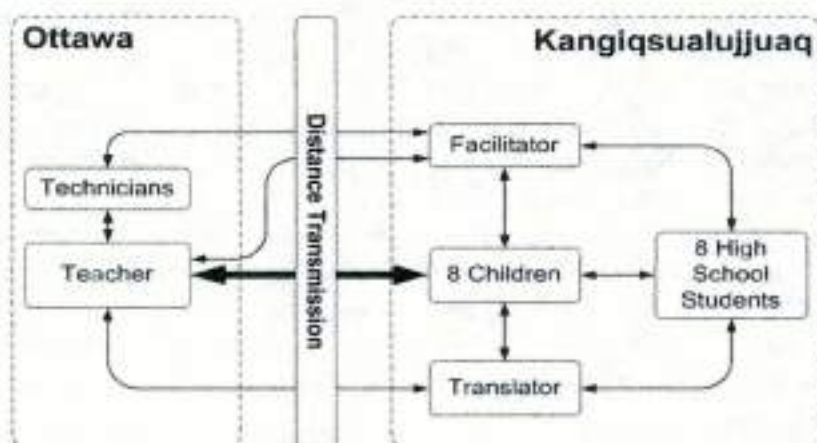 Ottawa
Kangiqsualujjuaq
Distance Transmission
Facilitator
Technicians
Teacher
8 Children
8 High
School
Students
Translator